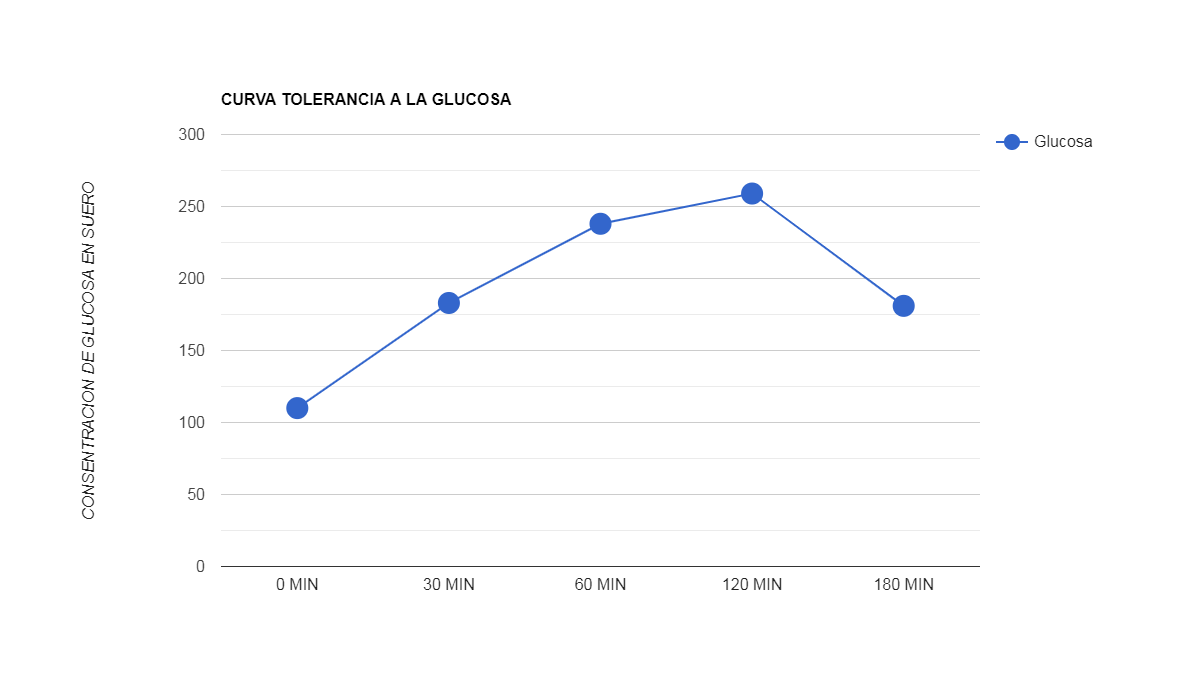 CURVA TOLERANCIA A LA GLUCOSA
CONSENTRACION DE GLUCOSA EN SUERO
300
250
200
150
100
50
0
0 MIN
30 MIN
60 MIN
120 MIN
180 MIN
Glucosa